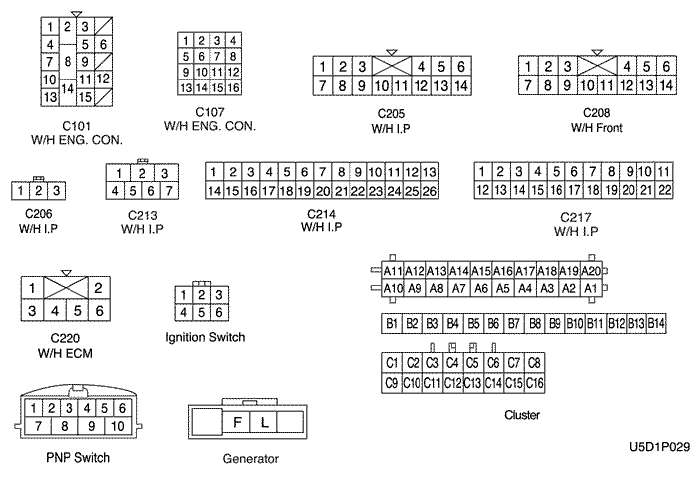 1 2 3
4 5 6
7 8 9
10 11 12
13 14 15
C101
W/H ENG. CON.
1 2 3 4
5 6 7 8
9 10 11 12
13 14 15 16
C107
W/H ENG. CON.
1 2 3 4 5 6
7 8 9 10 11 12 13 14
C205
W/H I.P
1 2 3 4 5 6
7 8 9 10 11 12 13 14
C208
W/H Front
1 2 3
C206
W/H I.P
1 2 3
4 5 6 7
C213
W/H I.P
1 2 3 4 5 6 7 8 9 10 11 12 13
14 15 16 17 18 19 20 21 22 23 24 25 26
C214
W/H I.P
1 2 3 4 5 6 7 8 9 10 11
12 13 14 15 16 17 18 19 20 21 22
C217
W/H I.P
1 2
3 4 5 6
C220
W/H ECM
1 2 3
4 5 6
Ignition Switch
A11 A12 A13 A14 A15 A16 A17 A18 A19 A20
A10 A9 A8 A7 A6 A5 A4 A3 A2 A1
B1 B2 B3 B4 B5 B6 B7 B8 B9 B10 B11 B12 B13 B14
C1 C2 C3 C4 C5 C6 C7 C8
C9 C10 C11 C12 C13 C14 C15 C16
Cluster
1 2 3 4 5 6
7 8 9 10
PNP Switch
F L
Generator
U5D1P029